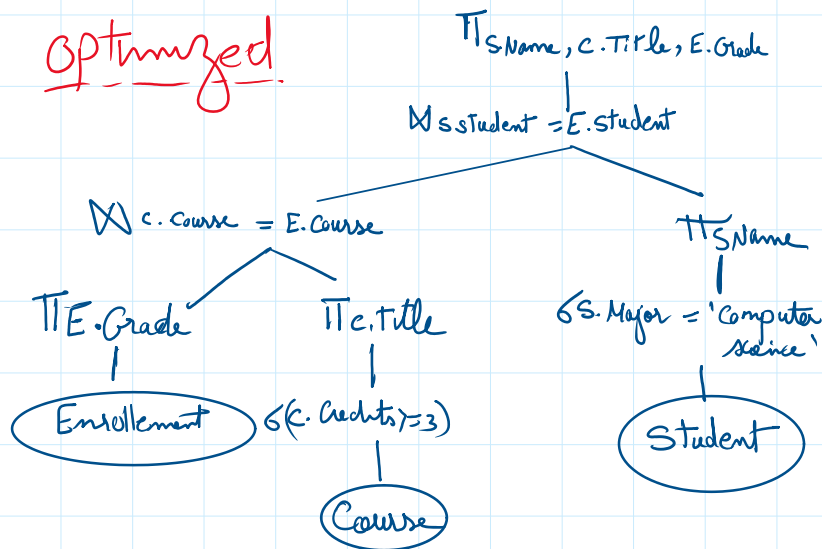 optimized
π S Name, C. Title, E. Grade
⋈ S student = E. student
⋈ C. Course = E. Course
π S Name
π E. Grade
π C. Title
σ S. Major = 'Computer
science'
Enrollement
σ(C. Credits >= 3)
Student
Course